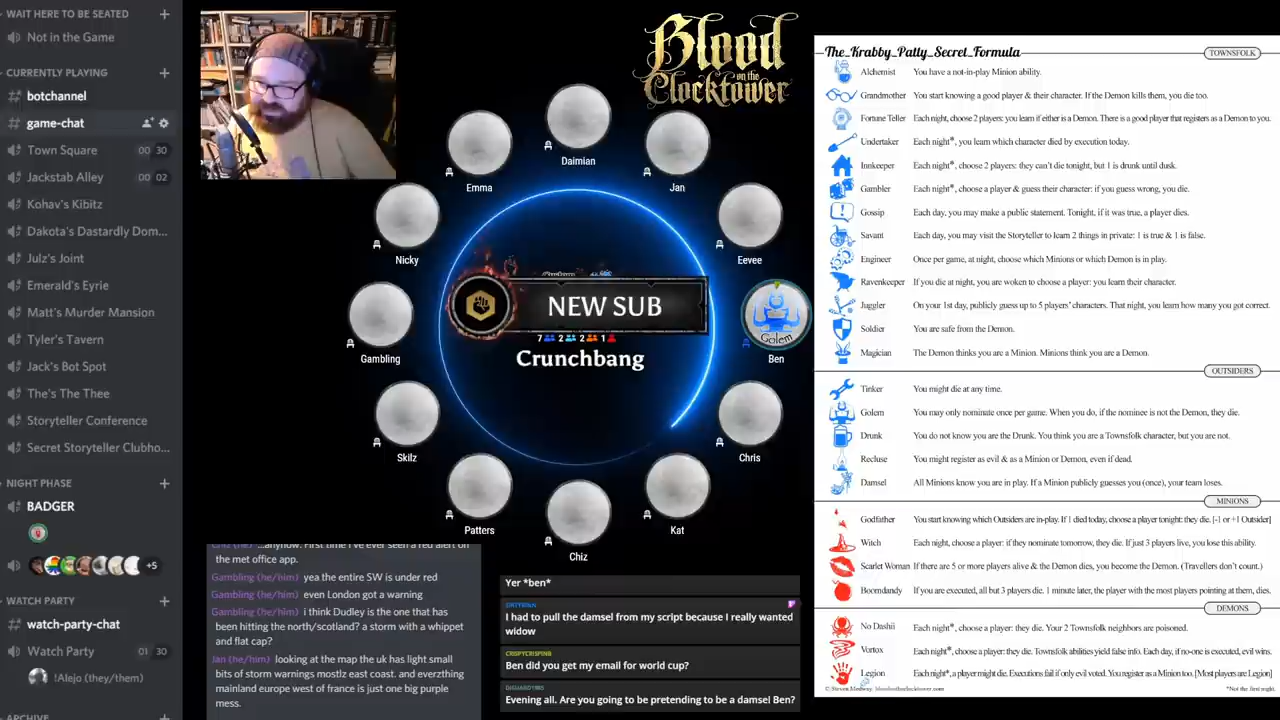 WAIT HERE TO BE SEATED
Not in the Game
CURRENTLY PLAYING
botchannel
game-chat
Town Square
00 30
Jackstab Alley
00 02
Kohav's Kibitz
Dakota's Dastardly Dom...
Julz's Joint
Emerald's Eyrie
Matt's Murder Mansion
Tyler's Tavern
Jack's Bot Spot
The's The Thee
Storyteller Conference
Secret Storyteller Clubho...
NIGHT PHASE
BADGER
+5
WATCH PARTY
watch-party-chat
Watch Party
01 30
!Alejo (they/them)
ARCHIVE
Blood
on the
Clocktower
Daimian
Emma
Jan
Nicky
Eevee
Gambling
Golem
Ben
Skilz
Chris
Patters
Kat
Chiz
NEW SUB
7 2 2 1
Crunchbang
...anyhow. First time I've ever seen a red alert on
the met office app.
Gambling (he/him) yea the entire SW is under red
Gambling (he/him) even London got a warning
Gambling (he/him) i think Dudley is the one that has
been hitting the north/scotland? a storm with a whippet
and flat cap?
Jan (he/him) looking at the map the uk has light small
bits of storm warnings mostlz east coast. and everzthing
mainland europe west of france is just one big purple
mess.
Yer *ben*
I had to pull the damsel from my script because I really wanted
widow
CRISPYCRISPIN8
Ben did you get my email for world cup?
Evening all. Are you going to be pretending to be a damsel Ben?
The_Krabby_Patty_Secret_Formula
TOWNSFOLK
Alchemist You have a not-in-play Minion ability.
Grandmother You start knowing a good player & their character. If the Demon kills them, you die too.
Fortune Teller Each night, choose 2 players: you learn if either is a Demon. There is a good player that registers as a Demon to you.
Undertaker Each night*, you learn which character died by execution today.
Innkeeper Each night*, choose 2 players: they can't die tonight, but 1 is drunk until dusk.
Gambler Each night*, choose a player & guess their character: if you guess wrong, you die.
Gossip Each day, you may make a public statement. Tonight, if it was true, a player dies.
Savant Each day, you may visit the Storyteller to learn 2 things in private: 1 is true & 1 is false.
Engineer Once per game, at night, choose which Minions or which Demon is in play.
Ravenkeeper If you die at night, you are woken to choose a player: you learn their character.
Juggler On your 1st day, publicly guess up to 5 players' characters. That night, you learn how many you got correct.
Soldier You are safe from the Demon.
Magician The Demon thinks you are a Minion. Minions think you are a Demon.
OUTSIDERS
Tinker You might die at any time.
Golem You may only nominate once per game. When you do, if the nominee is not the Demon, they die.
Drunk You do not know you are the Drunk. You think you are a Townsfolk character, but you are not.
Recluse You might register as evil & as a Minion or Demon, even if dead.
Damsel All Minions know you are in play. If a Minion publicly guesses you (once), your team loses.
MINIONS
Godfather You start knowing which Outsiders are in-play. If 1 died today, choose a player tonight: they die. [-1 or +1 Outsider]
Witch Each night, choose a player: if they nominate tomorrow, they die. If just 3 players live, you lose this ability.
Scarlet Woman If there are 5 or more players alive & the Demon dies, you become the Demon. (Travellers don't count.)
Boomdandy If you are executed, all but 3 players die. 1 minute later, the player with the most players pointing at them, dies.
DEMONS
No Dashii Each night*, choose a player: they die. Your 2 Townsfolk neighbors are poisoned.
Vortox Each night*, choose a player: they die. Townsfolk abilities yield false info. Each day, if no-one is executed, evil wins.
Legion Each night*, a player might die. Executions fail if only evil voted. You register as a Minion too. [Most players are Legion]
© Steven Medway, bloodontheclocktower.com
*Not the first night.